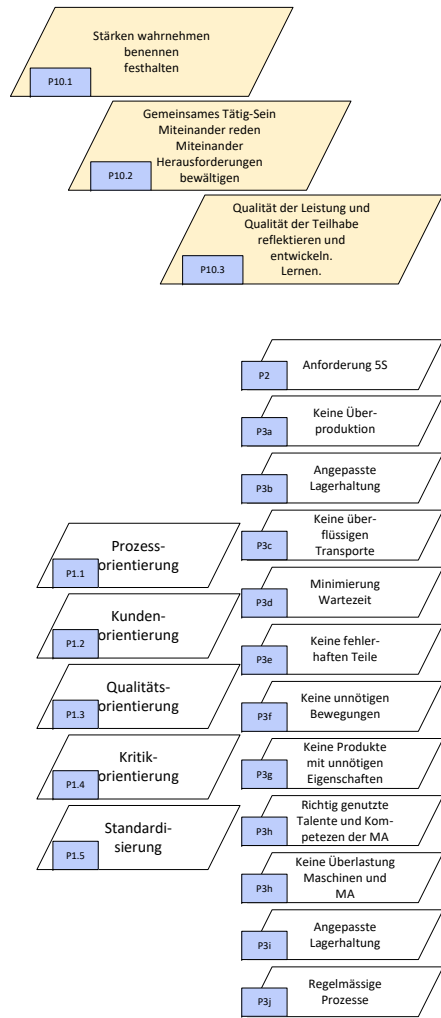 Stärken wahrnehmen
benennen
festhalten
P10.1
Gemeinsames Tätig-Sein
Miteinander reden
Miteinander
Herausforderungen
bewältigen
P10.2
Qualität der Leistung und
Qualität der Teilhabe
reflektieren und
entwickeln.
Lernen.
P10.3
Prozess-
orientierung
P1.1
Kunden-
orientierung
P1.2
Qualitäts-
orientierung
P1.3
Kritik-
orientierung
P1.4
Standardi-
sierung
P1.5
Anforderung 5S
P2
Keine Über-
produktion
P3a
Angepasste
Lagerhaltung
P3b
Keine über-
flüssigen
Transporte
P3c
Minimierung
Wartezeit
P3d
Keine fehler-
haften Teile
P3e
Keine unnötigen
Bewegungen
P3f
Keine Produkte
mit unnötigen
Eigenschaften
P3g
Richtig genutzte
Talente und Kom-
petezen der MA
P3h
Keine Überlastung
Maschinen und
MA
P3h
Angepasste
Lagerhaltung
P3i
Regelmässige
Prozesse
P3j